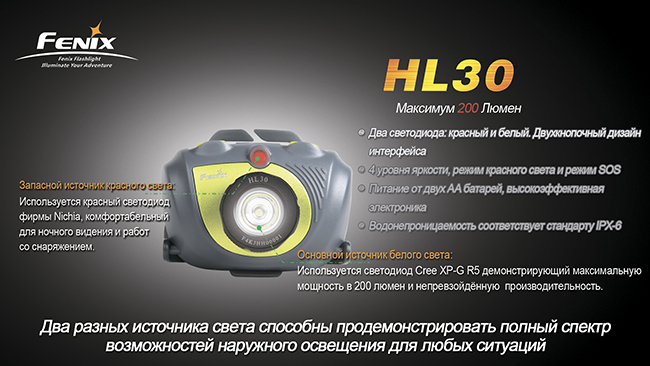 FENIX
Fenix Flashlight
Illuminate Your Adventure
HL30
Максимум 200 Люмен
Два светодиода: красный и белый. Двухкнопочный дизайн
интерфейса
4 уровня яркости, режим красного света и режим SOS
Питание от двух АА батарей, высокоэффективная
электроника
Водонепроницаемость соответствует стандарту IPX-6
Запасной источник красного света:
Используется красный светодиод
фирмы Nichia, комфортабельный
для ночного видения и работ
со снаряжением.
FENIX
HL30
Основной источник белого света:
Используется светодиод Cree XP-G R5 демонстрирующий максимальную
мощность в 200 люмен и непревзойдённую производительность.
Два разных источника света способны продемонстрировать полный спектр
возможностей наружного освещения для любых ситуаций